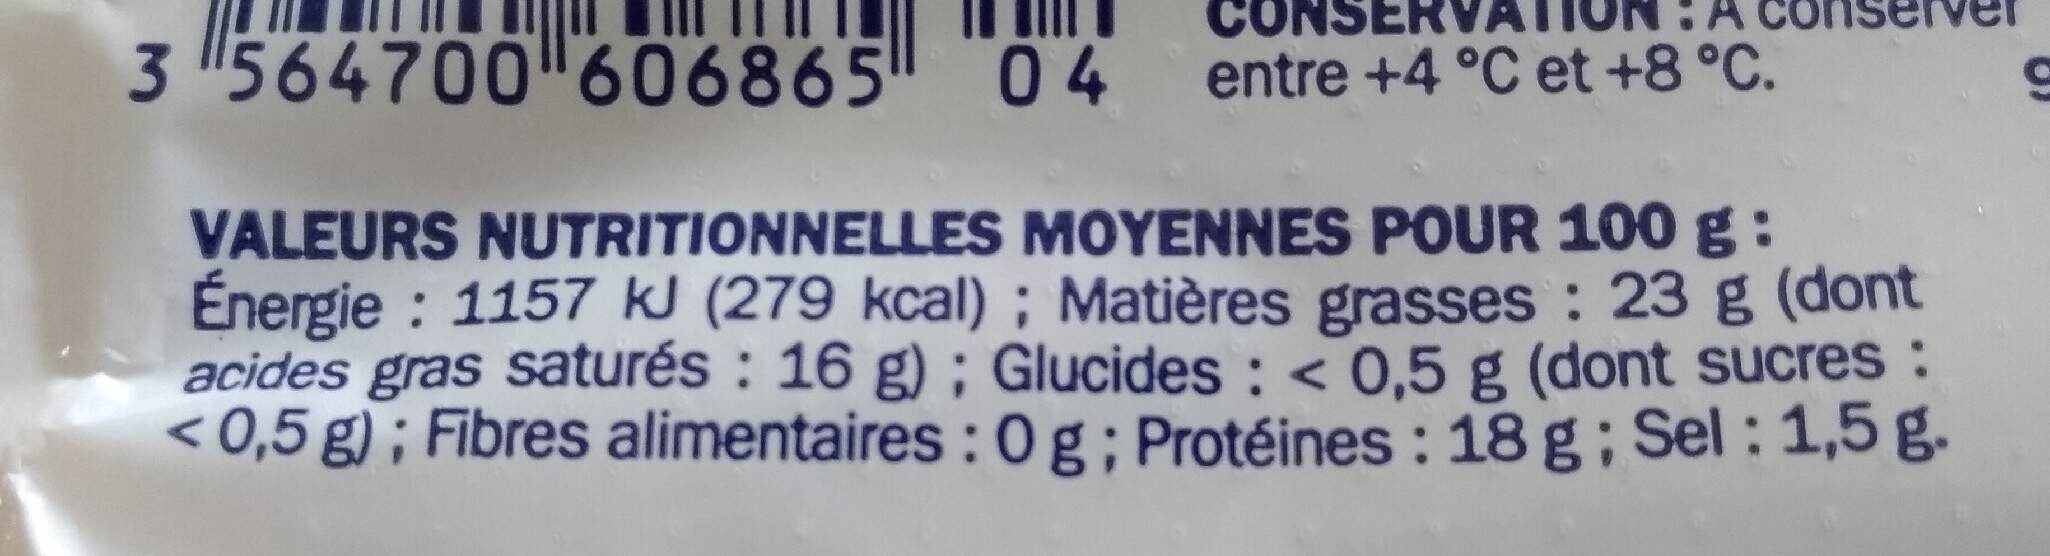 CONSERVATION : À conserver
3 564700 606865 04
entre +4 °C et +8 °C.
VALEURS NUTRITIONNELLES MOYENNES POUR 100 g :
Énergie : 1157 kJ (279 kcal) ; Matières grasses : 23 g (dont
acides gras saturés : 16 g) ; Glucides : < 0,5 g (dont sucres :
< 0,5 g) ; Fibres alimentaires : 0 g ; Protéines : 18 g ; Sel : 1,5 g.